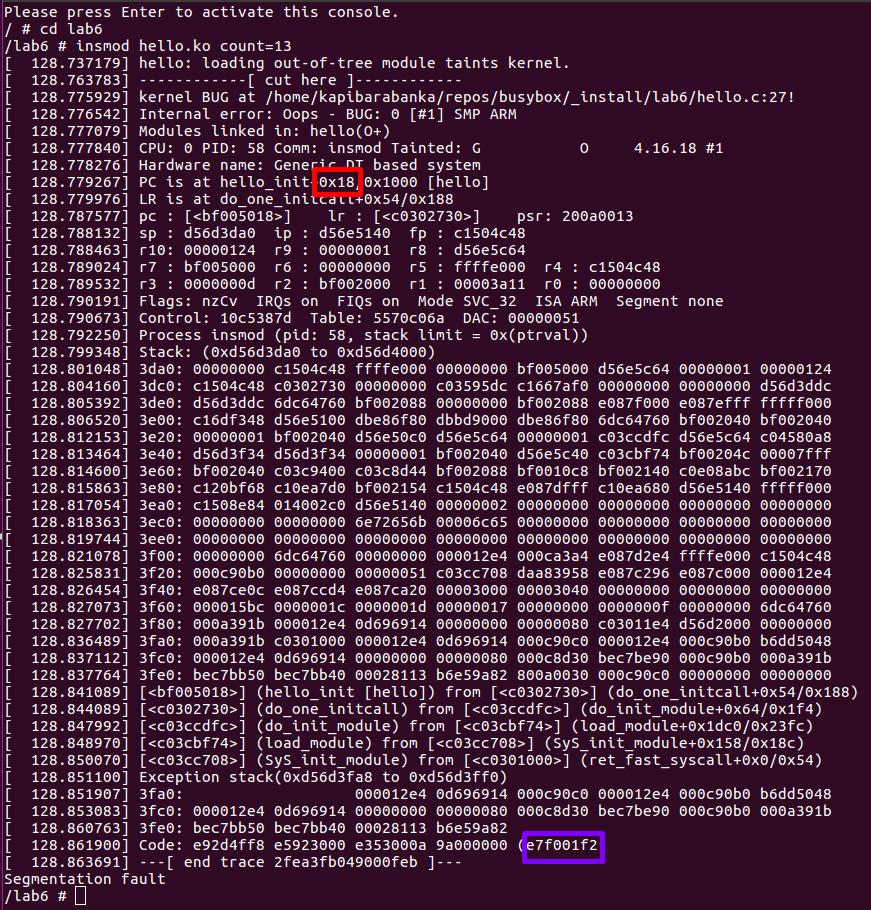 Please press Enter to activate this console.
/ # cd lab6
/lab6 # insmod hello.ko count=13
[  128.737179] hello: loading out-of-tree module taints kernel.
[  128.763783] ------------[ cut here ]------------
[  128.775929] kernel BUG at /home/kapibarabanka/repos/busybox/_install/lab6/hello.c:27!
[  128.776542] Internal error: Oops - BUG: 0 [#1] SMP ARM
[  128.777079] Modules linked in: hello(O+)
[  128.777840] CPU: 0 PID: 58 Comm: insmod Tainted: G           O     4.16.18 #1
[  128.778276] Hardware name: Generic DT based system
[  128.779267] PC is at hello_init+0x18/0x1000 [hello]
[  128.779976] LR is at do_one_initcall+0x54/0x188
[  128.787577] pc : [<bf005018>]    lr : [<c0302730>]    psr: 200a0013
[  128.788132] sp : d56d3da0  ip : d56e5140  fp : c1504c48
[  128.788463] r10: 00000124  r9 : 00000001  r8 : d56e5c64
[  128.789024] r7 : bf005000  r6 : 00000000  r5 : ffffe000  r4 : c1504c48
[  128.789532] r3 : 0000000d  r2 : bf002000  r1 : 00003a11  r0 : 00000000
[  128.790191] Flags: nzCv  IRQs on  FIQs on  Mode SVC_32  ISA ARM  Segment none
[  128.790673] Control: 10c5387d  Table: 5570c06a  DAC: 00000051
[  128.792250] Process insmod (pid: 58, stack limit = 0x(ptrval))
[  128.799348] Stack: (0xd56d3da0 to 0xd56d4000)
[  128.801048] 3da0: 00000000 c1504c48 ffffe000 00000000 bf005000 d56e5c64 00000001 00000124
[  128.804160] 3dc0: c1504c48 c0302730 00000000 c03595dc c1667af0 00000000 00000000 d56d3ddc
[  128.805392] 3de0: d56d3ddc 6dc64760 bf002088 00000000 bf002088 e087f000 e087efff fffff000
[  128.806520] 3e00: c16df348 d56e5100 dbe86f80 dbbd9000 dbe86f80 6dc64760 bf002040 bf002040
[  128.812153] 3e20: 00000001 bf002040 d56e50c0 d56e5c64 00000001 c03ccdfc d56e5c64 c04580a8
[  128.813464] 3e40: d56d3f34 d56d3f34 00000001 bf002040 d56e5c40 c03cbf74 bf00204c 00007fff
[  128.814600] 3e60: bf002040 c03c9400 c03c8d44 bf002088 bf0010c8 bf002140 c0e08abc bf002170
[  128.815863] 3e80: c120bf68 c10ea7d0 bf002154 c1504c48 e087dfff c10ea680 d56e5140 fffff000
[  128.817054] 3ea0: c1508e84 014002c0 d56e5140 00000002 00000000 00000000 00000000 00000000
[  128.818363] 3ec0: 00000000 00000000 6e72656b 00006c65 00000000 00000000 00000000 00000000
[  128.819744] 3ee0: 00000000 00000000 00000000 00000000 00000000 00000000 00000000 00000000
[  128.821078] 3f00: 00000000 6dc64760 00000000 000012e4 000ca3a4 e087d2e4 ffffe000 c1504c48
[  128.825831] 3f20: 000c90b0 00000000 00000051 c03cc708 daa83958 e087c296 e087c000 000012e4
[  128.826454] 3f40: e087ce0c e087ccd4 e087ca20 00003000 00003040 00000000 00000000 00000000
[  128.827073] 3f60: 000015bc 0000001c 0000001d 00000017 00000000 0000000f 00000000 6dc64760
[  128.827702] 3f80: 000a391b 000012e4 0d696914 00000000 00000080 c03011e4 d56d2000 00000000
[  128.836489] 3fa0: 000a391b c0301000 000012e4 0d696914 000c90c0 000012e4 000c90b0 b6dd5048
[  128.837112] 3fc0: 000012e4 0d696914 00000000 00000080 000c8d30 bec7be90 000c90b0 000a391b
[  128.837764] 3fe0: bec7bb50 bec7bb40 00028113 b6e59a82 800a0030 000c90c0 00000000 00000000
[  128.841089] [<bf005018>] (hello_init [hello]) from [<c0302730>] (do_one_initcall+0x54/0x188)
[  128.844089] [<c0302730>] (do_one_initcall) from [<c03ccdfc>] (do_init_module+0x64/0x1f4)
[  128.847992] [<c03ccdfc>] (do_init_module) from [<c03cbf74>] (load_module+0x1dc0/0x23fc)
[  128.848970] [<c03cbf74>] (load_module) from [<c03cc708>] (SyS_init_module+0x158/0x18c)
[  128.850070] [<c03cc708>] (SyS_init_module) from [<c0301000>] (ret_fast_syscall+0x0/0x54)
[  128.851100] Exception stack(0xd56d3fa8 to 0xd56d3ff0)
[  128.851907] 3fa0:                   000012e4 0d696914 000c90c0 000012e4 000c90b0 b6dd5048
[  128.853083] 3fc0: 000012e4 0d696914 00000000 00000080 000c8d30 bec7be90 000c90b0 000a391b
[  128.860763] 3fe0: bec7bb50 bec7bb40 00028113 b6e59a82
[  128.861900] Code: e92d4ff8 e5923000 e353000a 9a000000 (e7f001f2
[  128.863691] ---[ end trace 2fea3fb049000feb ]---
Segmentation fault
/lab6 #